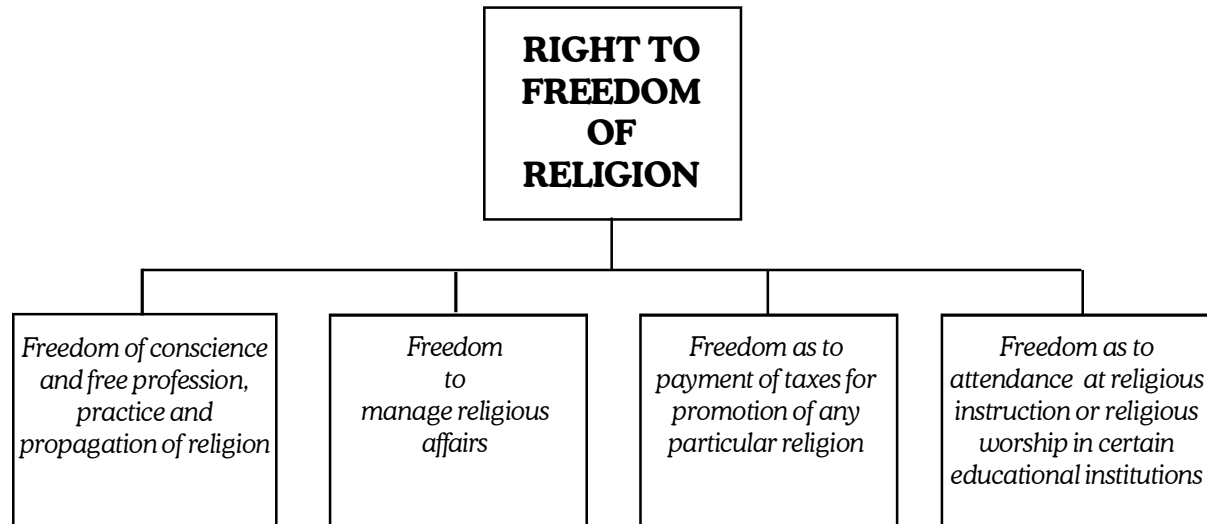 RIGHT TO
FREEDOM
OF
RELIGION
Freedom of conscience
and free profession,
practice and
propagation of religion
Freedom
to
manage religious
affairs
Freedom as to
payment of taxes for
promotion of any
particular religion
Freedom as to
attendance at religious
instruction or religious
worship in certain
educational institutions